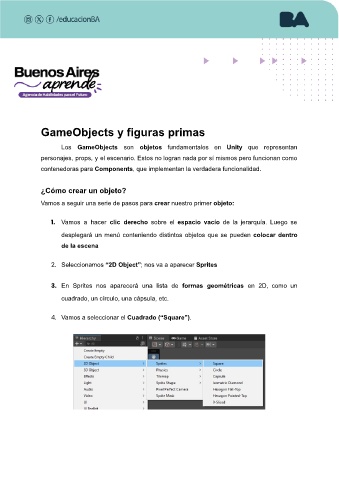 /educacionBA
BA
Buenos Aires
aprende
Agencia de Habilidades para el Futuro
GameObjects y figuras primas
Los GameObjects son objetos fundamentales en Unity que representan
personajes, props, y el escenario. Estos no logran nada por sí mismos pero funcionan como
contenedores para Components, que implementan la verdadera funcionalidad.
¿Cómo crear un objeto?
Vamos a seguir una serie de pasos para crear nuestro primer objeto:
1. Vamos a hacer clic derecho sobre el espacio vacío de la jerarquía. Luego se
desplegará un menú conteniendo distintos objetos que se pueden colocar dentro
de la escena
2. Seleccionamos “2D Object”; nos va a aparecer Sprites
3. En Sprites nos aparecerá una lista de formas geométricas en 2D, como un
cuadrado, un círculo, una cápsula, etc.
4. Vamos a seleccionar el Cuadrado (“Square”).
Hierarchy Scene Game Asset Store
Create Empty
Create Empty Child
2D Object Sprites Square
3D Object Physics Circle
Effects Tilemap Capsule
Light Sprite Shape Isometric Diamond
Audio Pixel Perfect Camera Hexagon Flat-Top
Video Sprite Mask Hexagon Pointed-Top
UI 9-Sliced
UI Toolkit